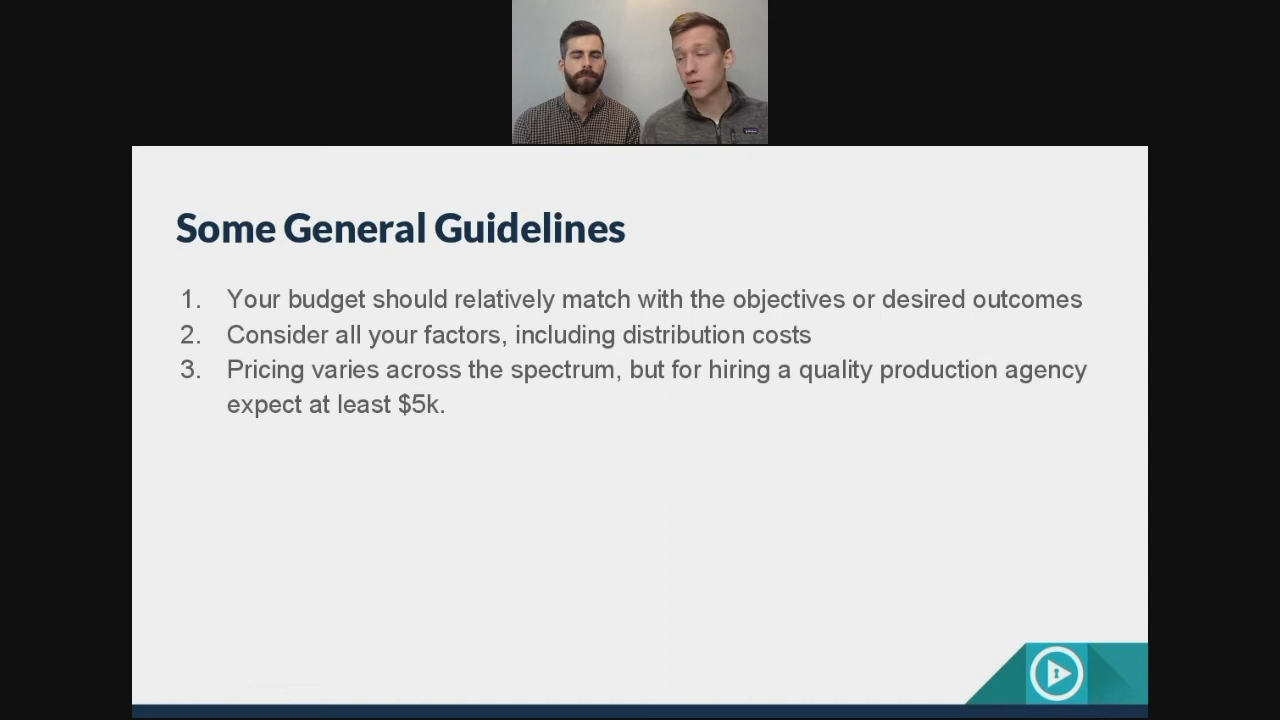 Some General Guidelines
1. Your budget should relatively match with the objectives or desired outcomes
2. Consider all your factors, including distribution costs
3. Pricing varies across the spectrum, but for hiring a quality production agency
expect at least $5k.